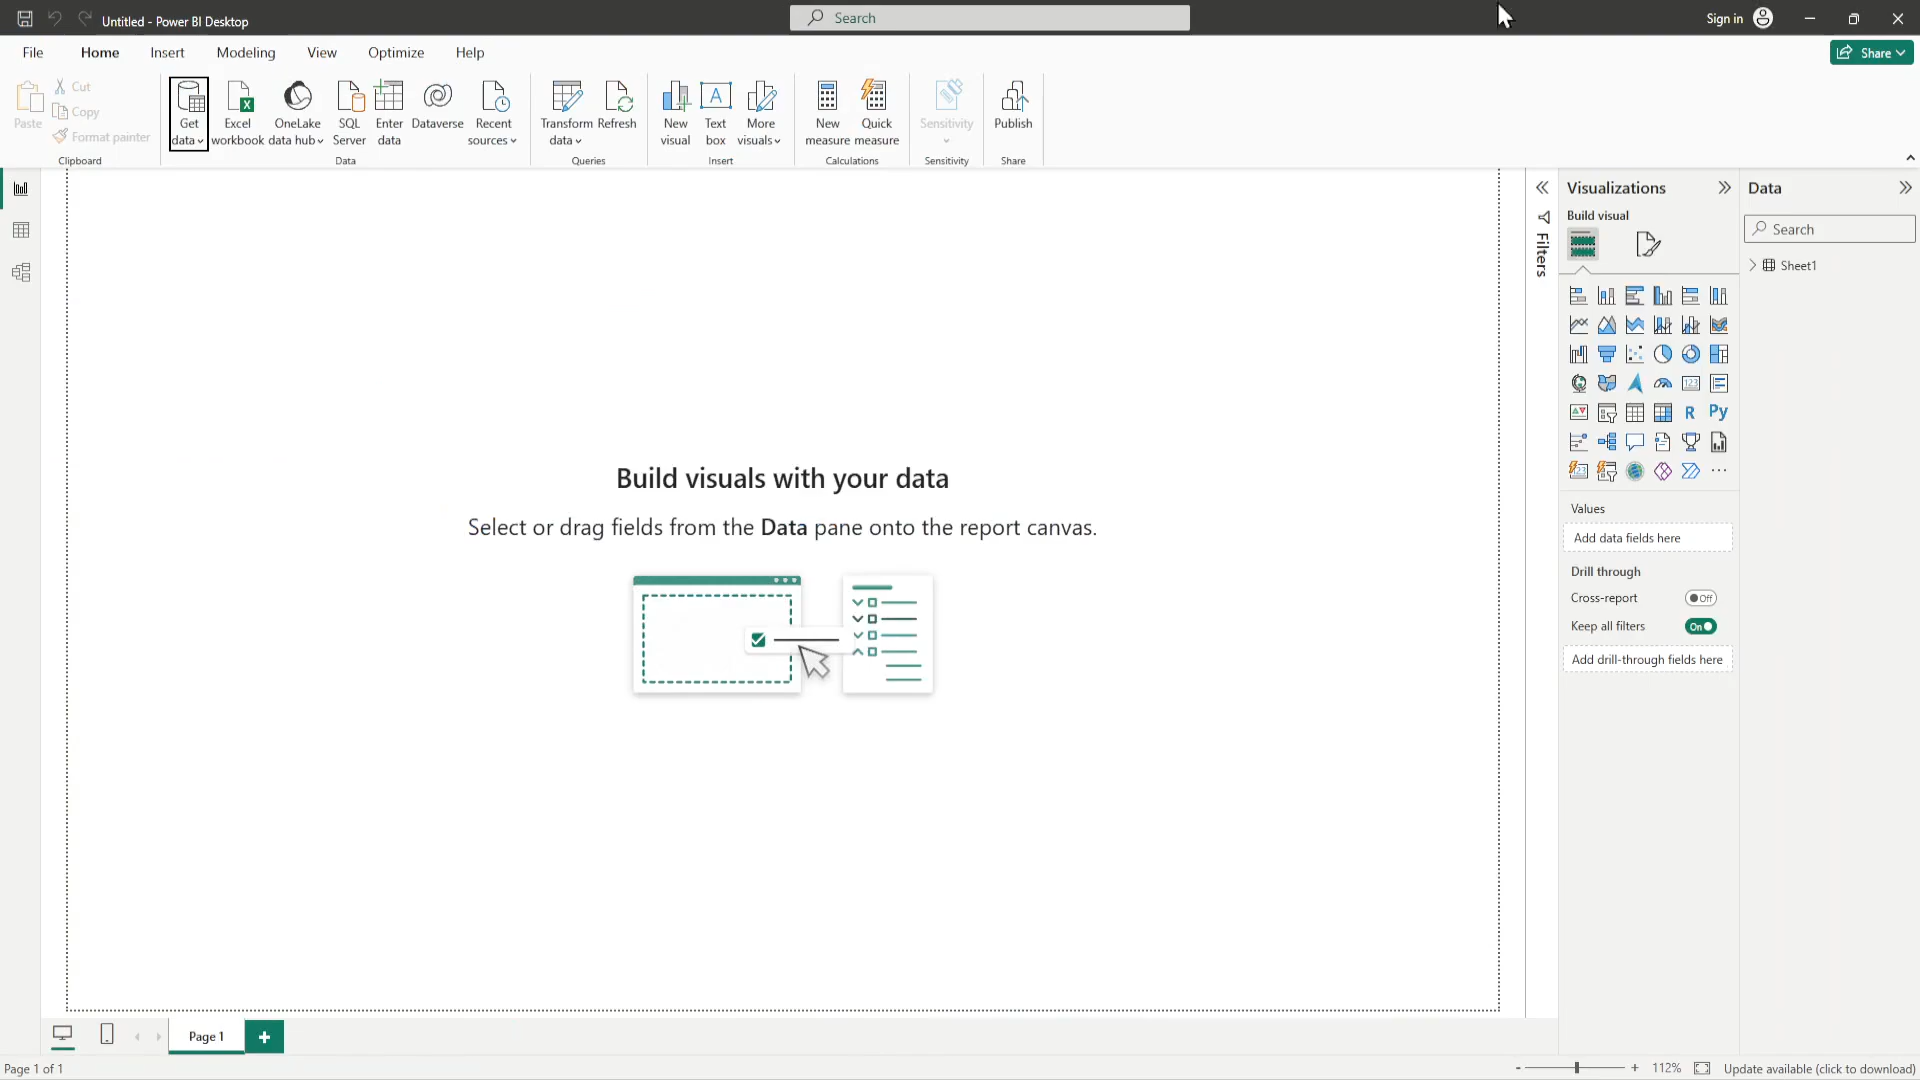 Untitled - Power BI Desktop
Search
Sign in
File Home Insert Modeling View Optimize Help
Share
Paste
Cut
Copy
Format painter
Clipboard
Get data
Excel workbook
OneLake data hub
SQL Server
Enter data
Dataverse
Recent sources
Data
Transform data
Refresh
Queries
New visual
Text box
More visuals
Insert
New measure
Quick measure
Calculations
Sensitivity
Sensitivity
Publish
Share
Build visuals with your data
Select or drag fields from the Data pane onto the report canvas.
Filters
Visualizations
Build visual
123
R
Py
123
Values
Add data fields here
Drill through
Cross-report
Off
Keep all filters
On
Add drill-through fields here
Data
Search
Sheet1
Page 1
Page 1 of 1
- + 112%
Update available (click to download)